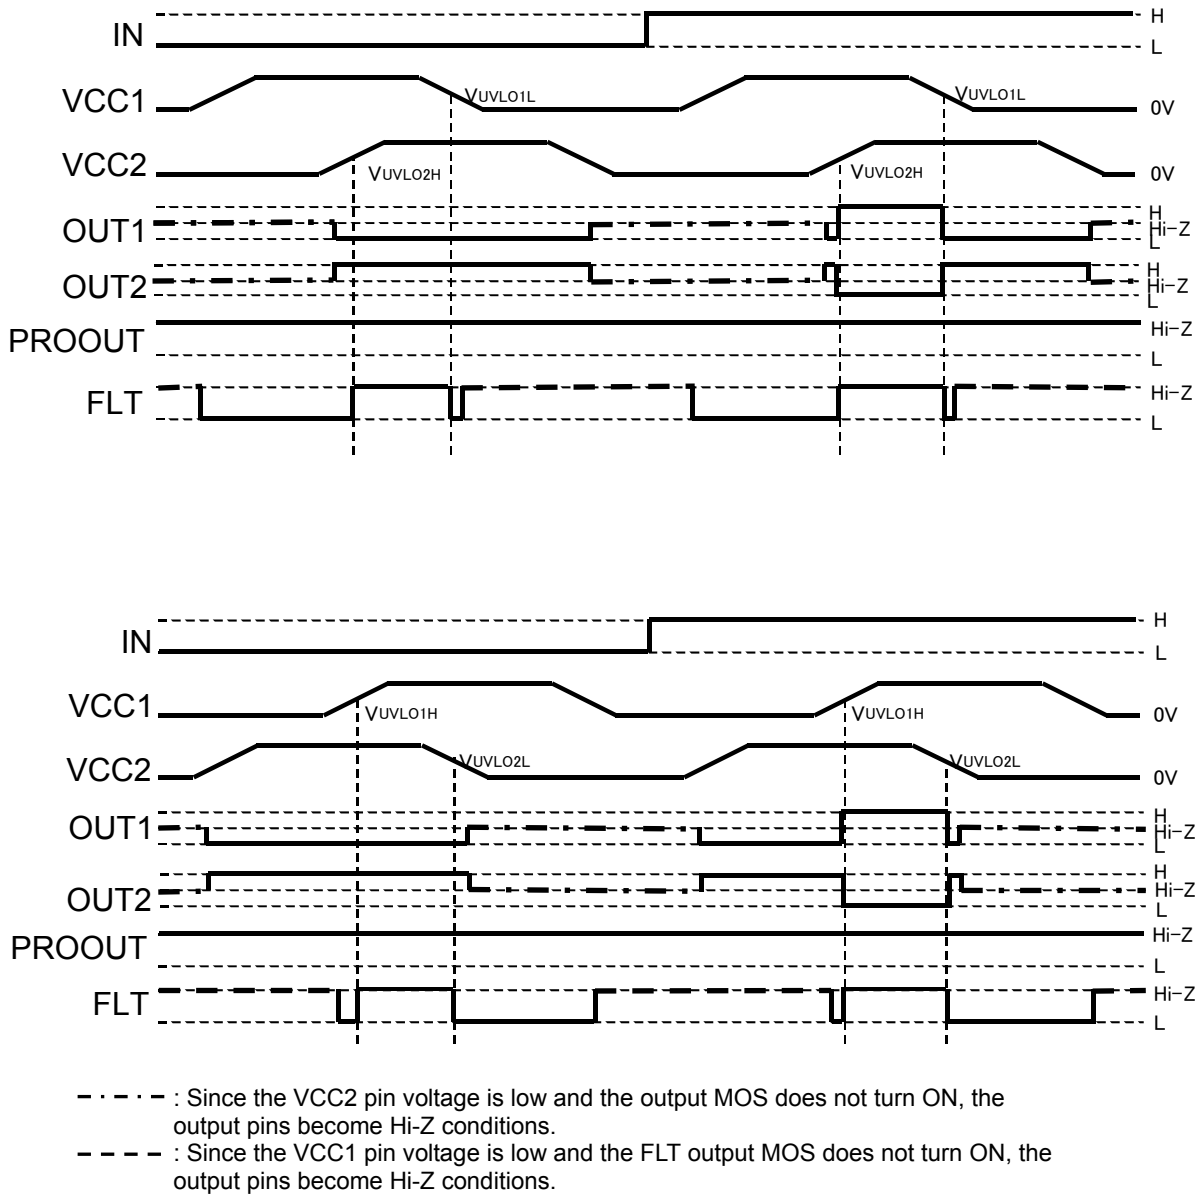 IN
H
L
VCC1
VUVLO1L
VUVLO1L
0V
VCC2
VUVLO2H
VUVLO2H
0V
OUT1
H
Hi-Z
L
OUT2
H
Hi-Z
L
PROOUT
Hi-Z
L
FLT
Hi-Z
L
IN
H
L
VCC1
VUVLO1H
VUVLO1H
0V
VCC2
VUVLO2L
VUVLO2L
0V
OUT1
H
Hi-Z
L
OUT2
H
Hi-Z
L
PROOUT
Hi-Z
L
FLT
Hi-Z
L
: Since the VCC2 pin voltage is low and the output MOS does not turn ON, the
output pins become Hi-Z conditions.
: Since the VCC1 pin voltage is low and the FLT output MOS does not turn ON, the
output pins become Hi-Z conditions.